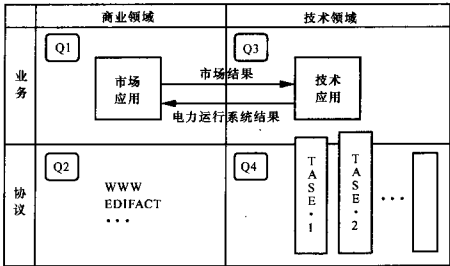 商业领域
技术领域
业务
Q1
Q3
市场应用
市场结果
技术应用
电力运行系统结果
协议
Q2
Q4
WWW
EDIFACT
...
TASE·1
TASE·2
...